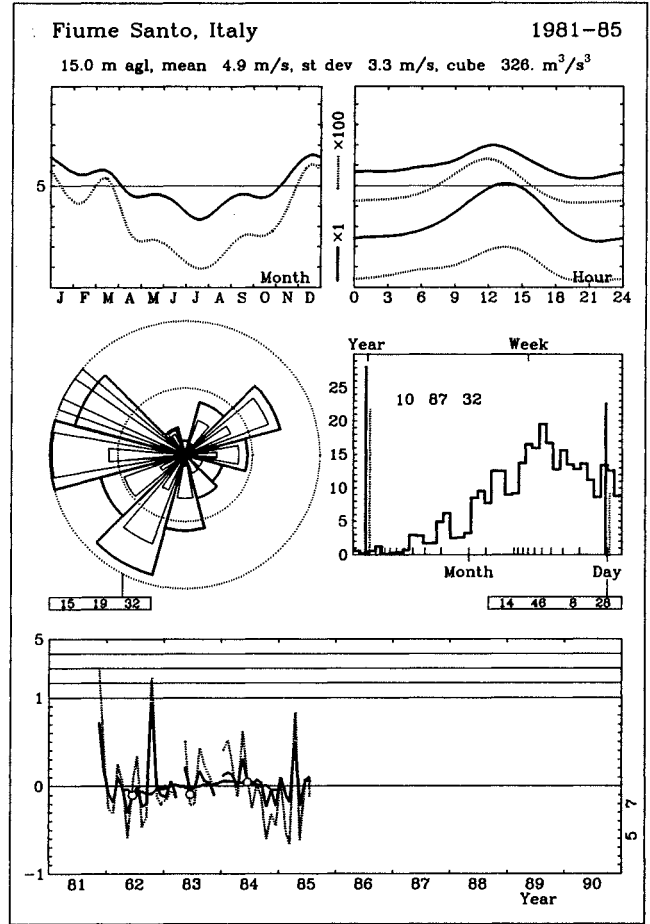 Fiume Santo, Italy 1981-85
15.0 m agl, mean 4.9 m/s, st dev 3.3 m/s, cube 326. m³/s³
5
×1 ×100
Month
Hour
J F M A M J J A S O N D
0 3 6 9 12 15 18 21 24
Year Week
25
20
15
10
5
0
10 87 32
Month Day
15 19 32
14 46 8 28
5
1
0
-1
5 7
81 82 83 84 85 86 87 88 89 90
Year